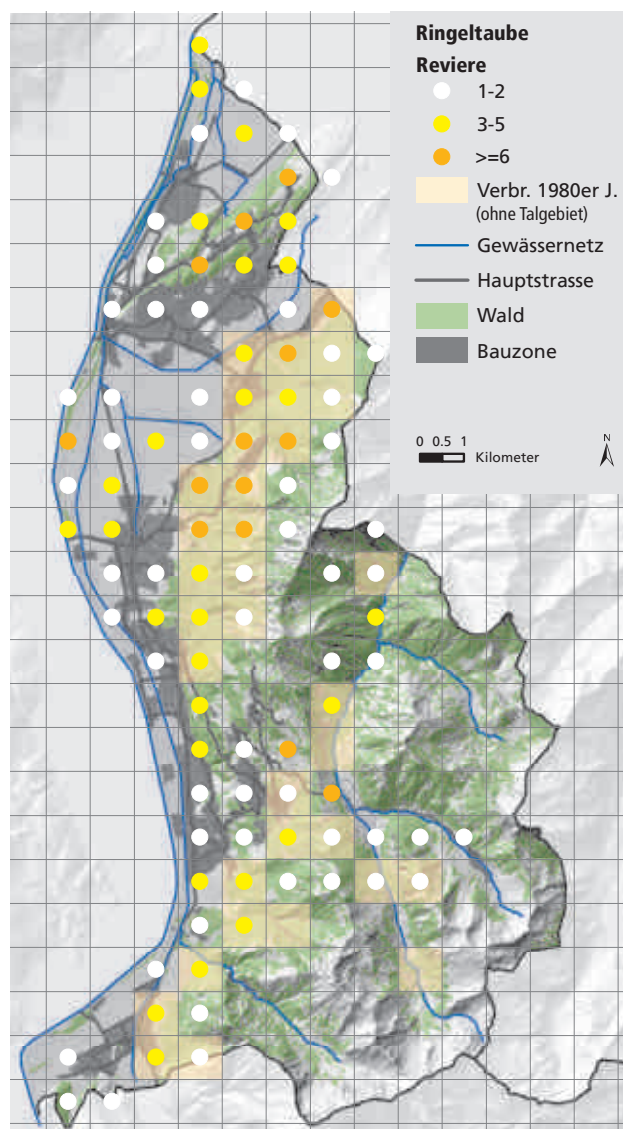 Ringeltaube
Reviere
1-2
3-5
>=6
Verbr. 1980er J.
(ohne Talgebiet)
Gewässernetz
Hauptstrasse
Wald
Bauzone
0 0.5 1 Kilometer
N